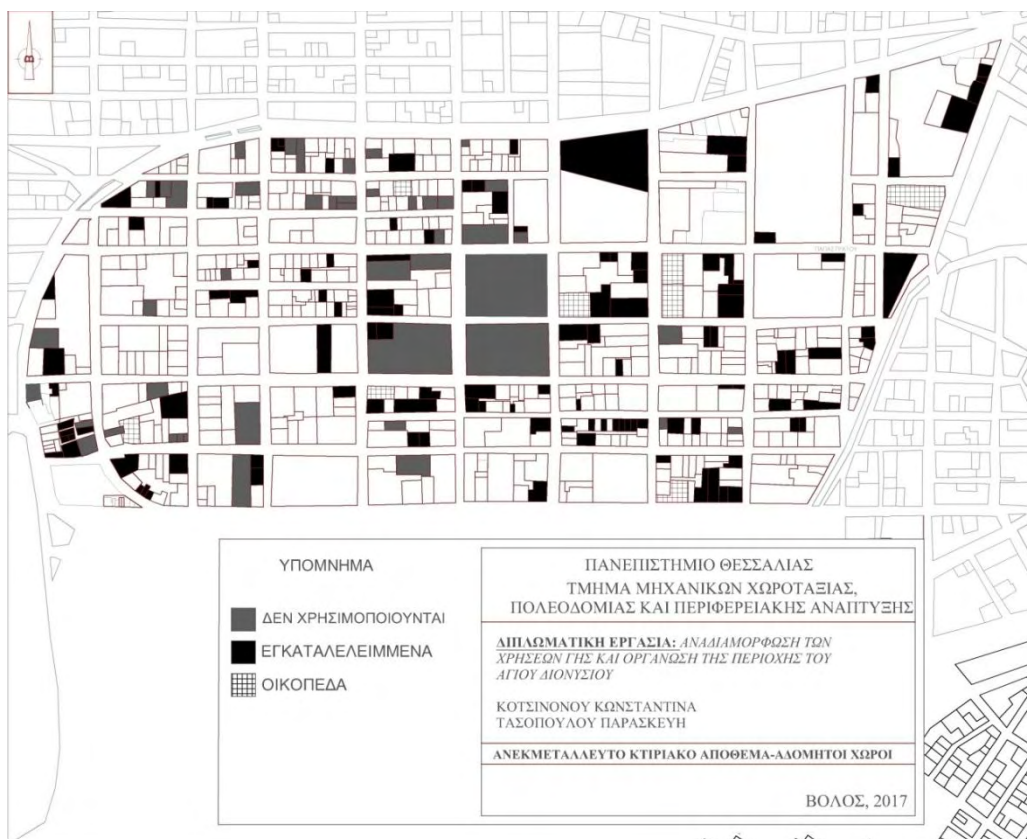 ΥΠΟΜΝΗΜΑ
ΔΕΝ ΧΡΗΣΙΜΟΠΟΙΟΥΝΤΑΙ
ΕΓΚΑΤΑΛΕΛΕΙΜΜΕΝΑ
ΟΙΚΟΠΕΔΑ
ΠΑΝΕΠΙΣΤΗΜΙΟ ΘΕΣΣΑΛΙΑΣ
ΤΜΗΜΑ ΜΗΧΑΝΙΚΩΝ ΧΩΡΟΤΑΞΙΑΣ,
ΠΟΛΕΟΔΟΜΙΑΣ ΚΑΙ ΠΕΡΙΦΕΡΕΙΑΚΗΣ ΑΝΑΠΤΥΞΗΣ
ΔΙΠΛΩΜΑΤΙΚΗ ΕΡΓΑΣΙΑ: ΑΝΑΔΙΑΜΟΡΦΩΣΗ ΤΩΝ
ΧΡΗΣΕΩΝ ΓΗΣ ΚΑΙ ΟΡΓΑΝΩΣΗ ΤΗΣ ΠΕΡΙΟΧΗΣ ΤΟΥ
ΑΓΙΟΥ ΔΙΟΝΥΣΙΟΥ
ΚΟΤΣΙΝΟΝΟΥ ΚΩΝΣΤΑΝΤΙΝΑ
ΤΑΣΟΠΟΥΛΟΥ ΠΑΡΑΣΚΕΥΗ
ΑΝΕΚΜΕΤΑΛΛΕΥΤΟ ΚΤΙΡΙΑΚΟ ΑΠΟΘΕΜΑ-ΑΔΟΜΗΤΟΙ ΧΩΡΟΙ
ΒΟΛΟΣ, 2017